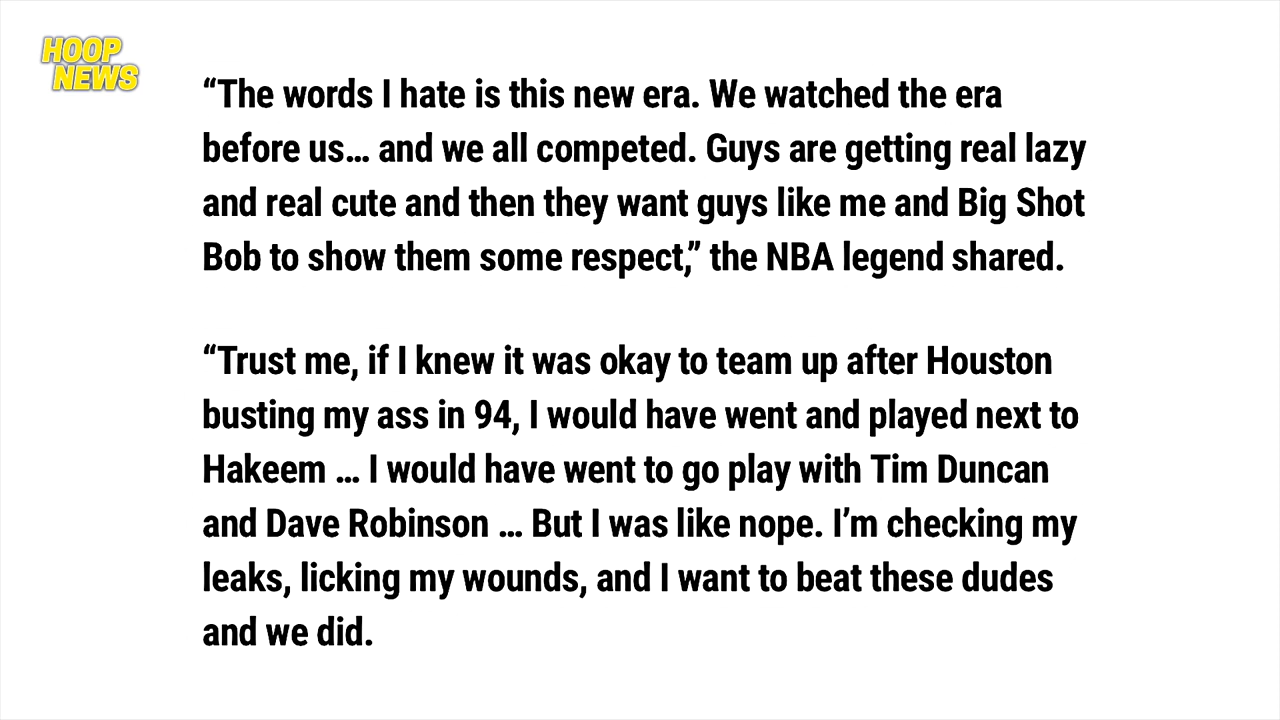 HOOP
NEWS
“The words I hate is this new era. We watched the era
before us… and we all competed. Guys are getting real lazy
and real cute and then they want guys like me and Big Shot
Bob to show them some respect,” the NBA legend shared.
“Trust me, if I knew it was okay to team up after Houston
busting my ass in 94, I would have went and played next to
Hakeem … I would have went to go play with Tim Duncan
and Dave Robinson … But I was like nope. I’m checking my
leaks, licking my wounds, and I want to beat these dudes
and we did.